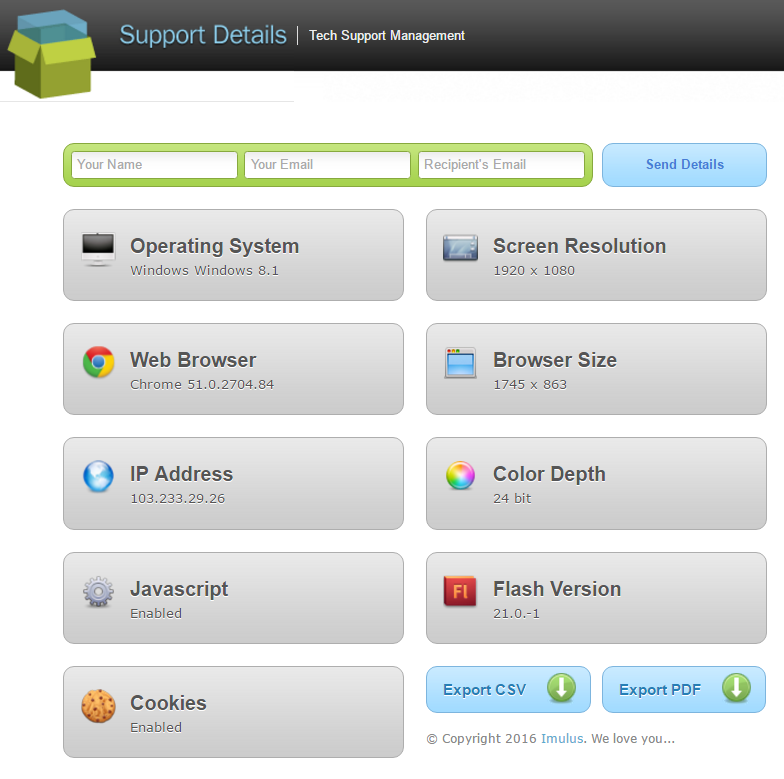 Support Details | Tech Support Management
Your Name Your Email Recipient's Email Send Details
Operating System
Windows Windows 8.1
Screen Resolution
1920 x 1080
Web Browser
Chrome 51.0.2704.84
Browser Size
1745 x 863
IP Address
103.233.29.26
Color Depth
24 bit
Javascript
Enabled
Fl
Flash Version
21.0.-1
Cookies
Enabled
Export CSV Export PDF
© Copyright 2016 Imulus. We love you...